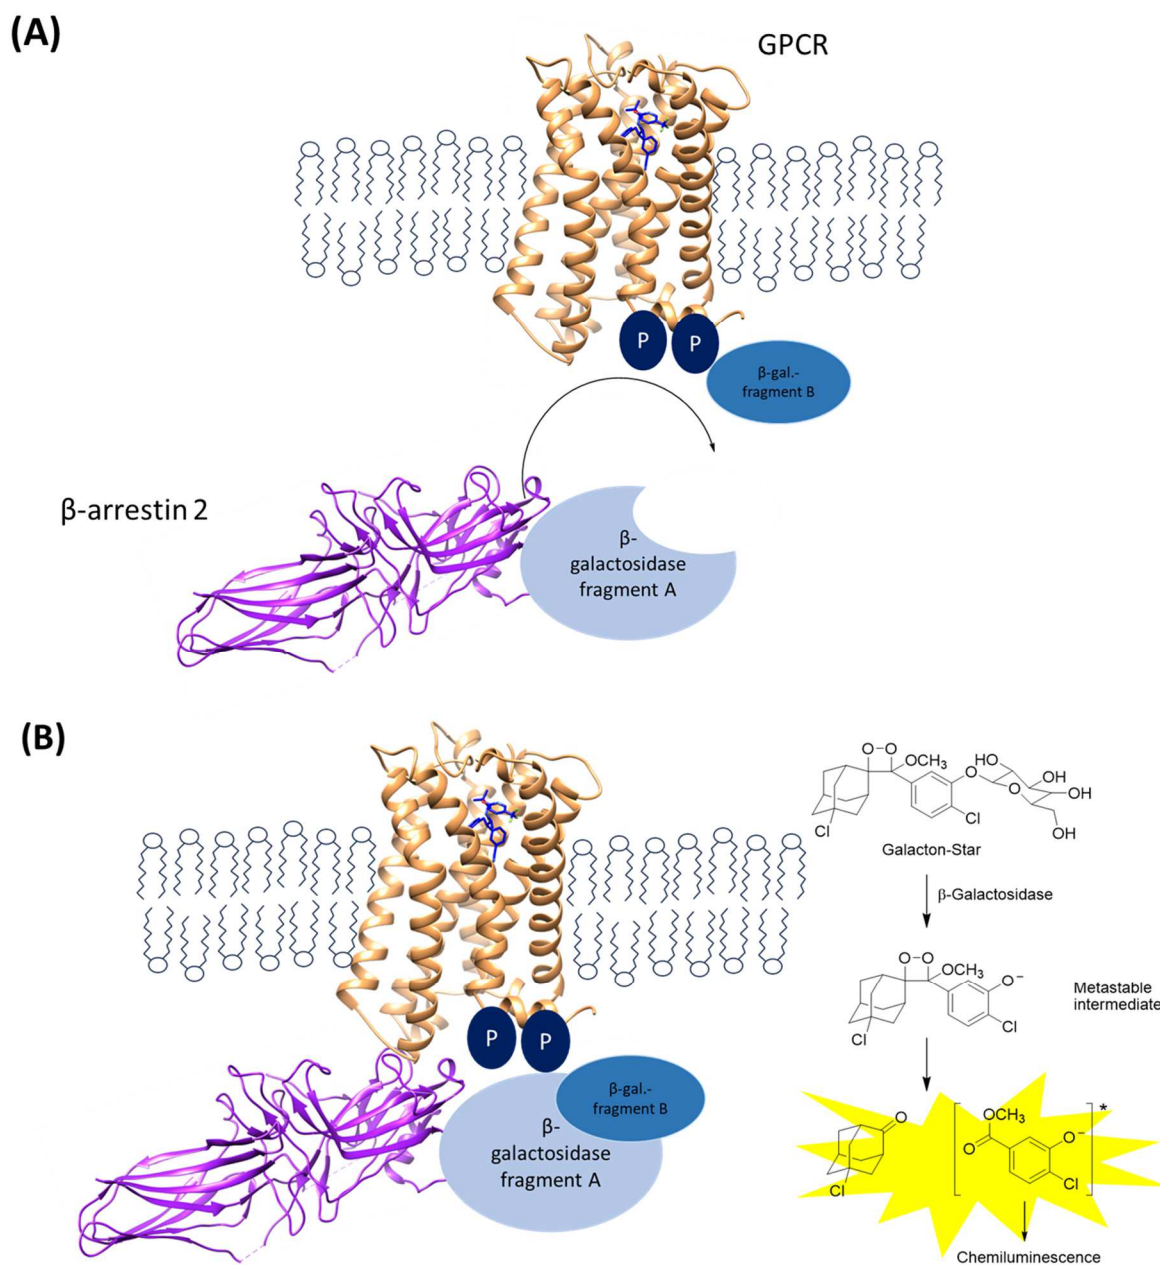 (A)
GPCR
P
P
β-gal.-
fragment B
β-arrestin 2
β-
galactosidase
fragment A
(B)
O-O
OCH3
O
HO
OH
O
OH
Cl
Cl
OH
Galacton-Star
β-Galactosidase
O-O
OCH3
O−
Cl
Cl
Metastable
intermediate
P
P
β-gal.-
fragment B
β-
galactosidase
fragment A
O
Cl
OCH3
O
O−
Cl
*
Chemiluminescence